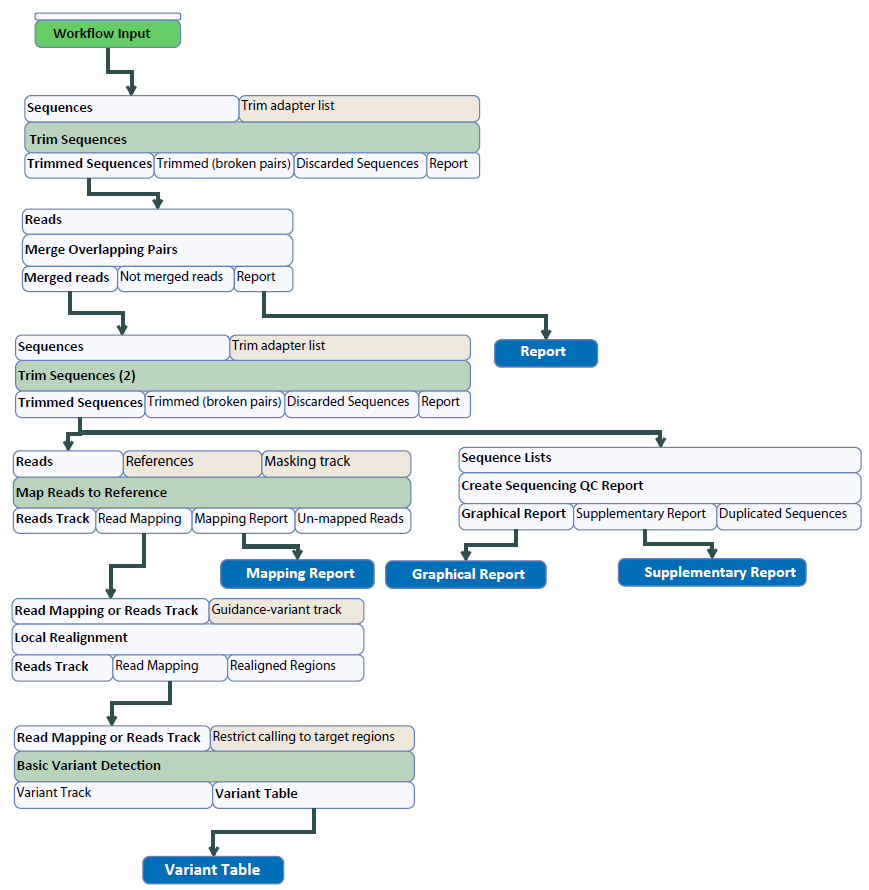 Workflow Input
Sequences Trim adapter list
Trim Sequences
Trimmed Sequences Trimmed (broken pairs) Discarded Sequences Report
Reads
Merge Overlapping Pairs
Merged reads Not merged reads Report
Sequences Trim adapter list
Report
Trim Sequences (2)
Trimmed Sequences Trimmed (broken pairs) Discarded Sequences Report
Reads References Masking track
Map Reads to Reference
Reads Track Read Mapping Mapping Report Un-mapped Reads
Sequence Lists
Create Sequencing QC Report
Graphical Report Supplementary Report Duplicated Sequences
Mapping Report
Graphical Report
Supplementary Report
Read Mapping or Reads Track Guidance-variant track
Local Realignment
Reads Track Read Mapping Realigned Regions
Read Mapping or Reads Track Restrict calling to target regions
Basic Variant Detection
Variant Track Variant Table
Variant Table